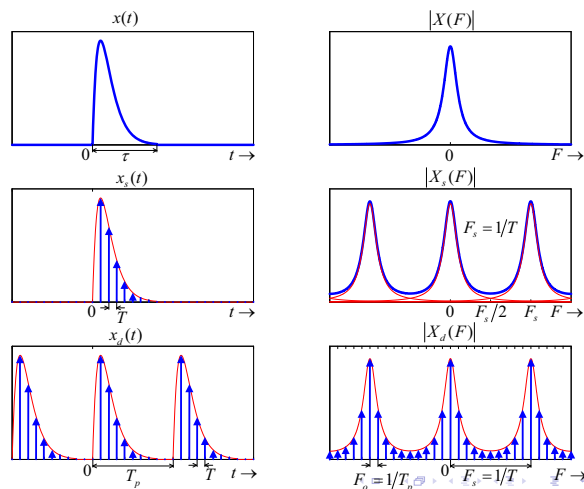 x(t)
|X(F)|
0
τ
t →
0
F →
x_s(t)
|X_s(F)|
F_s = 1/T
0
T
t →
0
F_s/2
F_s
F →
x_d(t)
|X_d(F)|
0
T_p
T
t →
F_o = 1/T_p
0
F_s = 1/T
F →